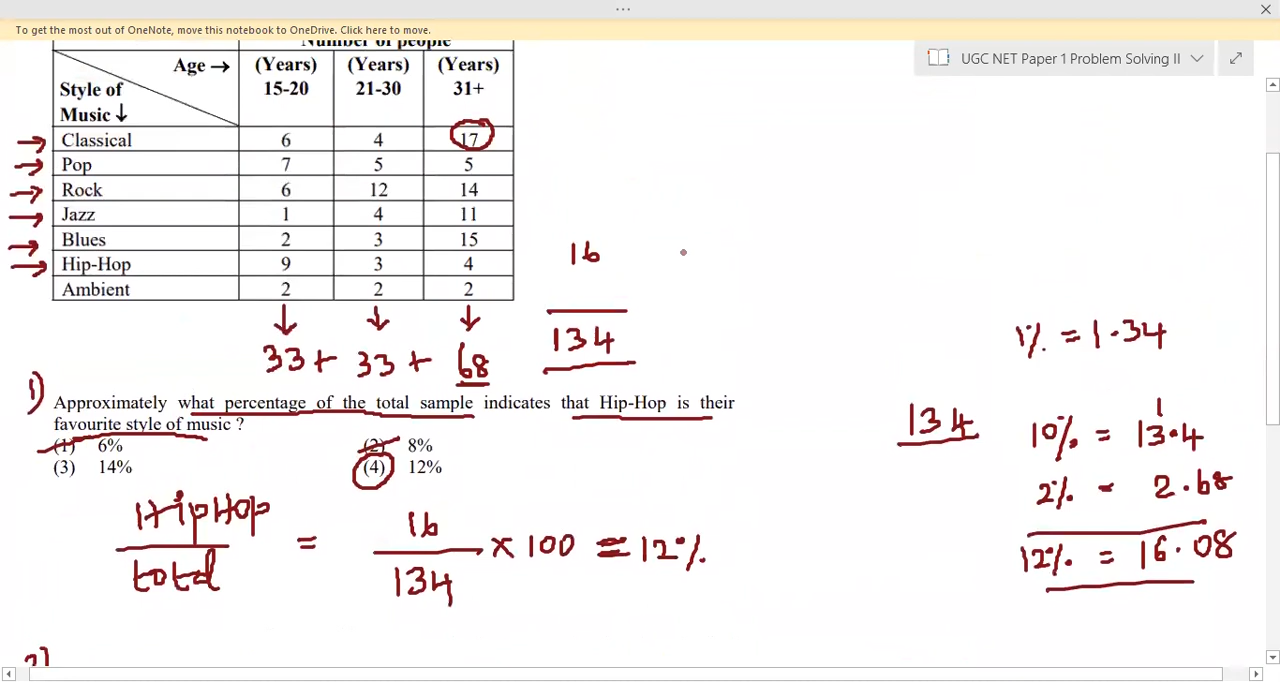 To get the most out of OneNote, move this notebook to OneDrive. Click here to move.
UGC NET Paper 1 Problem Solving II
Number of people
Age → (Years) (Years) (Years)
15-20 21-30 31+
Style of
Music ↓
Classical 6 4 17
Pop 7 5 5
Rock 6 12 14
Jazz 1 4 11
Blues 2 3 15
Hip-Hop 9 3 4
Ambient 2 2 2
33 + 33 + 68
16
134
1)
Approximately what percentage of the total sample indicates that Hip-Hop is their
favourite style of music ?
(1) 6% (2) 8%
(3) 14% (4) 12%
HipHop
total
=
16
134
× 100 = 12%
1% = 1.34
134
1
10% = 13.4
2% = 2.68
12% = 16.08
2)